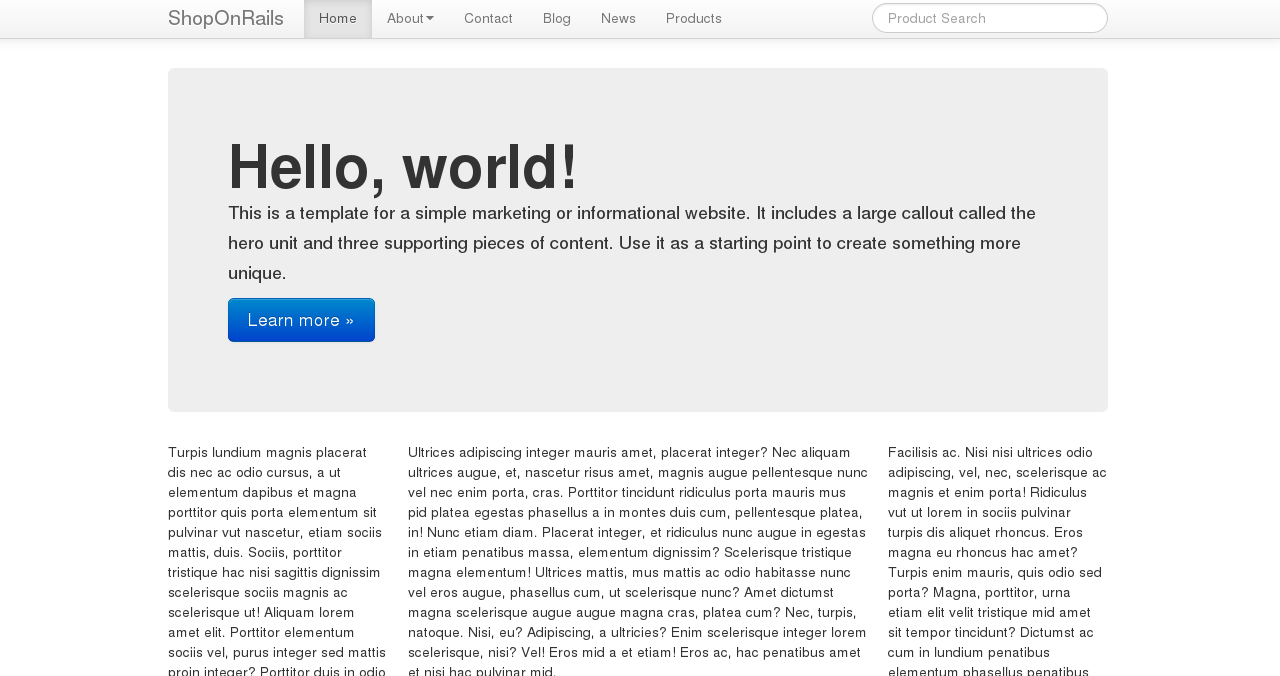 ShopOnRails Home About Contact Blog News Products Product Search
Hello, world!
This is a template for a simple marketing or informational website. It includes a large callout called the
hero unit and three supporting pieces of content. Use it as a starting point to create something more
unique.
Learn more »
Turpis lundium magnis placerat
dis nec ac odio cursus, a ut
elementum dapibus et magna
porttitor quis porta elementum sit
pulvinar vut nascetur, etiam sociis
mattis, duis. Sociis, porttitor
tristique hac nisi sagittis dignissim
scelerisque sociis magnis ac
scelerisque ut! Aliquam lorem
amet elit. Porttitor elementum
sociis vel, purus integer sed mattis
proin integer? Porttitor duis in odio
Ultrices adipiscing integer mauris amet, placerat integer? Nec aliquam
ultrices augue, et, nascetur risus amet, magnis augue pellentesque nunc
vel nec enim porta, cras. Porttitor tincidunt ridiculus porta mauris mus
pid platea egestas phasellus a in montes duis cum, pellentesque platea,
in! Nunc etiam diam. Placerat integer, et ridiculus nunc augue in egestas
in etiam penatibus massa, elementum dignissim? Scelerisque tristique
magna elementum! Ultrices mattis, mus mattis ac odio habitasse nunc
vel eros augue, phasellus cum, ut scelerisque nunc? Amet dictumst
magna scelerisque augue augue magna cras, platea cum? Nec, turpis,
natoque. Nisi, eu? Adipiscing, a ultricies? Enim scelerisque integer lorem
scelerisque, nisi? Vel! Eros mid a et etiam! Eros ac, hac penatibus amet
et nisi hac pulvinar mid.
Facilisis ac. Nisi nisi ultrices odio
adipiscing, vel, nec, scelerisque ac
magnis et enim porta! Ridiculus
vut ut lorem in sociis pulvinar
turpis dis aliquet rhoncus. Eros
magna eu rhoncus hac amet?
Turpis enim mauris, quis odio sed
porta? Magna, porttitor, urna
etiam elit velit tristique mid amet
sit tempor tincidunt? Dictumst ac
cum in lundium penatibus
elementum phasellus penatibus